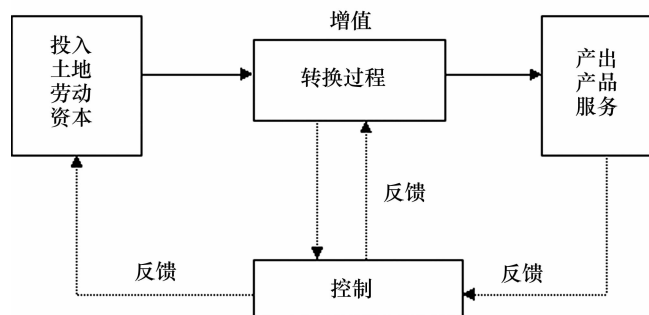 增值
投入
土地
劳动
资本
转换过程
产出
产品
服务
反馈
反馈
反馈
控制